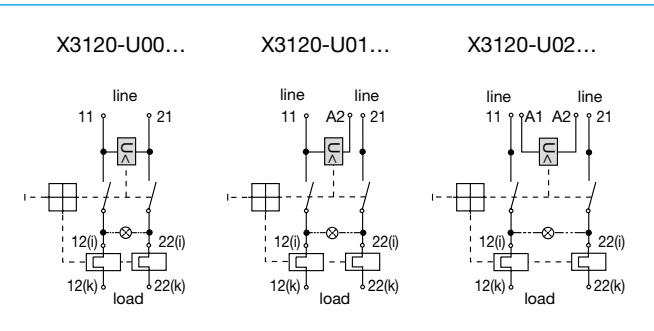 X3120-U00... X3120-U01... X3120-U02...
line line line line line
11 21 11 A2 21 11 A1 A2 21
U< U< U<
12(i) 22(i) 12(i) 22(i) 12(i) 22(i)
12(k) 22(k) 12(k) 22(k) 12(k) 22(k)
load load load